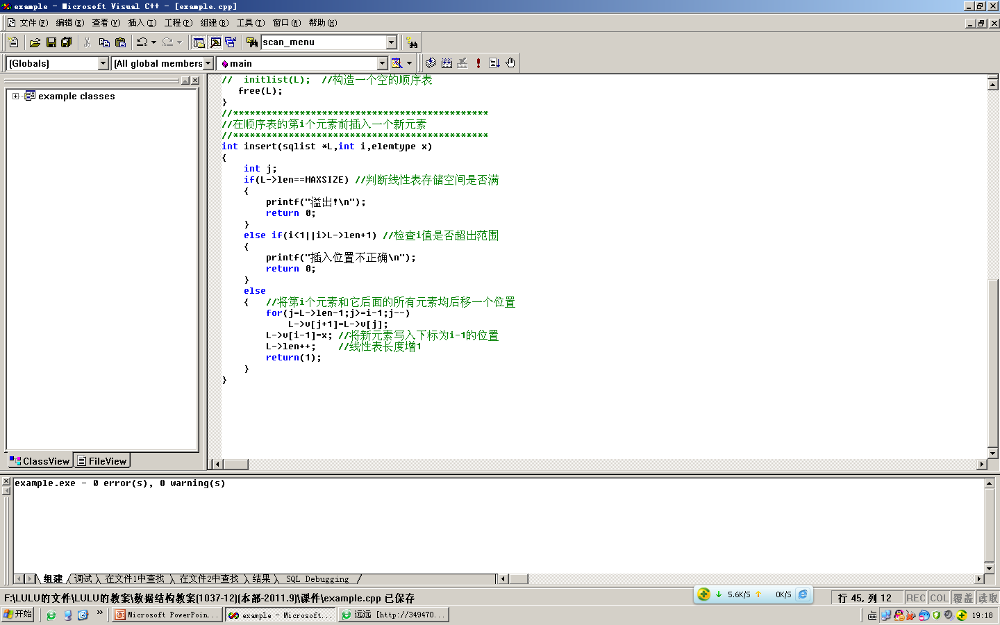 example - Microsoft Visual C++ - [example.cpp]
文件(F) 编辑(E) 查看(V) 插入(I) 工程(P) 组建(B) 工具(T) 窗口(W) 帮助(H)
scan_menu
(Globals) (All global members main
example classes
ClassView FileView
//  initlist(L);  //构造一个空的顺序表
free(L);
}
//**********************************************
//在顺序表的第i个元素前插入一个新元素
//**********************************************
int insert(sqlist *L,int i,elemtype x)
{
int j;
if(L->len==MAXSIZE) //判断线性表存储空间是否满
{
printf("溢出!\n");
return 0;
}
else if(i<1||i>L->len+1) //检查i值是否超出范围
{
printf("插入位置不正确\n");
return 0;
}
else
{   //将第i个元素和它后面的所有元素均后移一个位置
for(j=L->len-1;j>=i-1;j--)
L->v[j+1]=L->v[j];
L->v[i-1]=x; //将新元素写入下标为i-1的位置
L->len++;    //线性表长度增1
return(1);
}
}
example.exe - 0 error(s), 0 warning(s)
组建 调试 在文件1中查找 在文件2中查找 结果 SQL Debugging
F:\LULU的文件\LULU的教案\数据结构教案(1037-12)(本部-2011.9)\课件\example.cpp 已保存
5.6K/S 0K/S
行 45, 列 12 REC COL 覆盖 读取
开始 Microsoft PowerPoin... example - Microsoft... 远远 [http://349470... 19:18